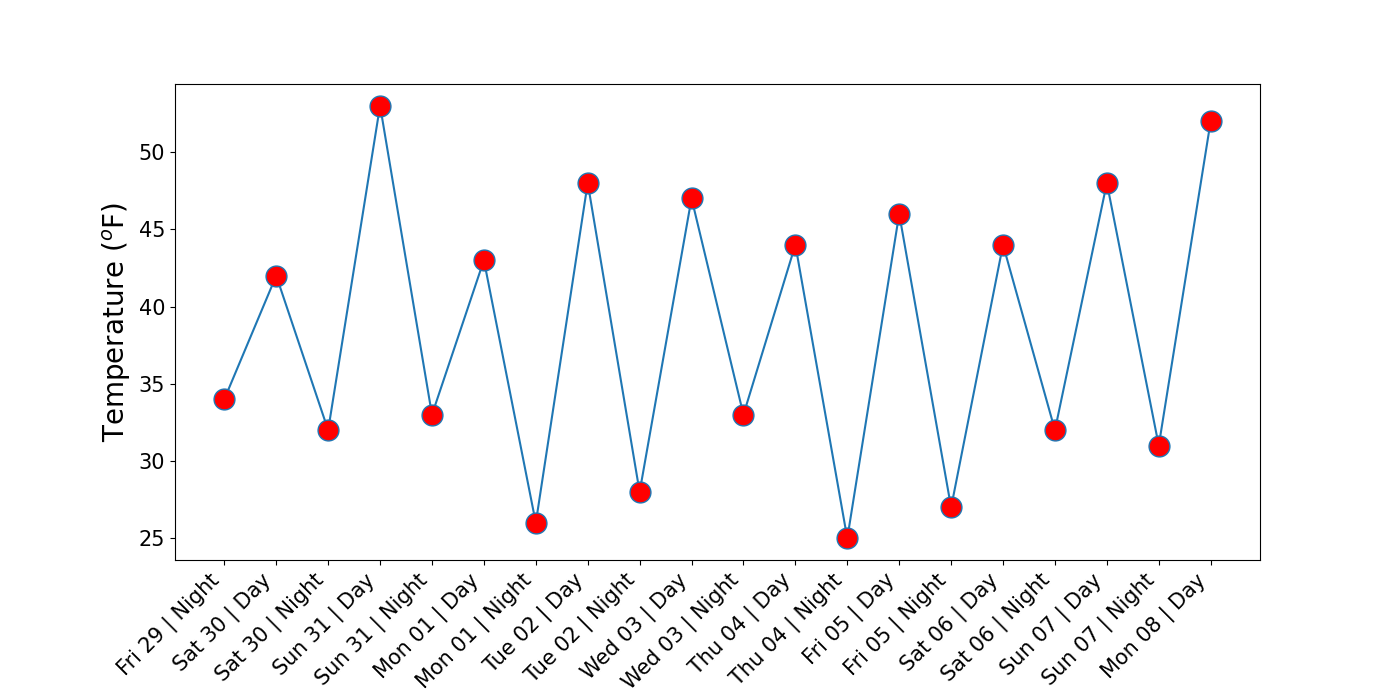 50
45
40
35
30
25
Temperature (°F)
Fri 29 | Night
Sat 30 | Day
Sat 30 | Night
Sun 31 | Day
Sun 31 | Night
Mon 01 | Day
Mon 01 | Night
Tue 02 | Day
Tue 02 | Night
Wed 03 | Day
Wed 03 | Night
Thu 04 | Day
Thu 04 | Night
Fri 05 | Day
Fri 05 | Night
Sat 06 | Day
Sat 06 | Night
Sun 07 | Day
Sun 07 | Night
Mon 08 | Day